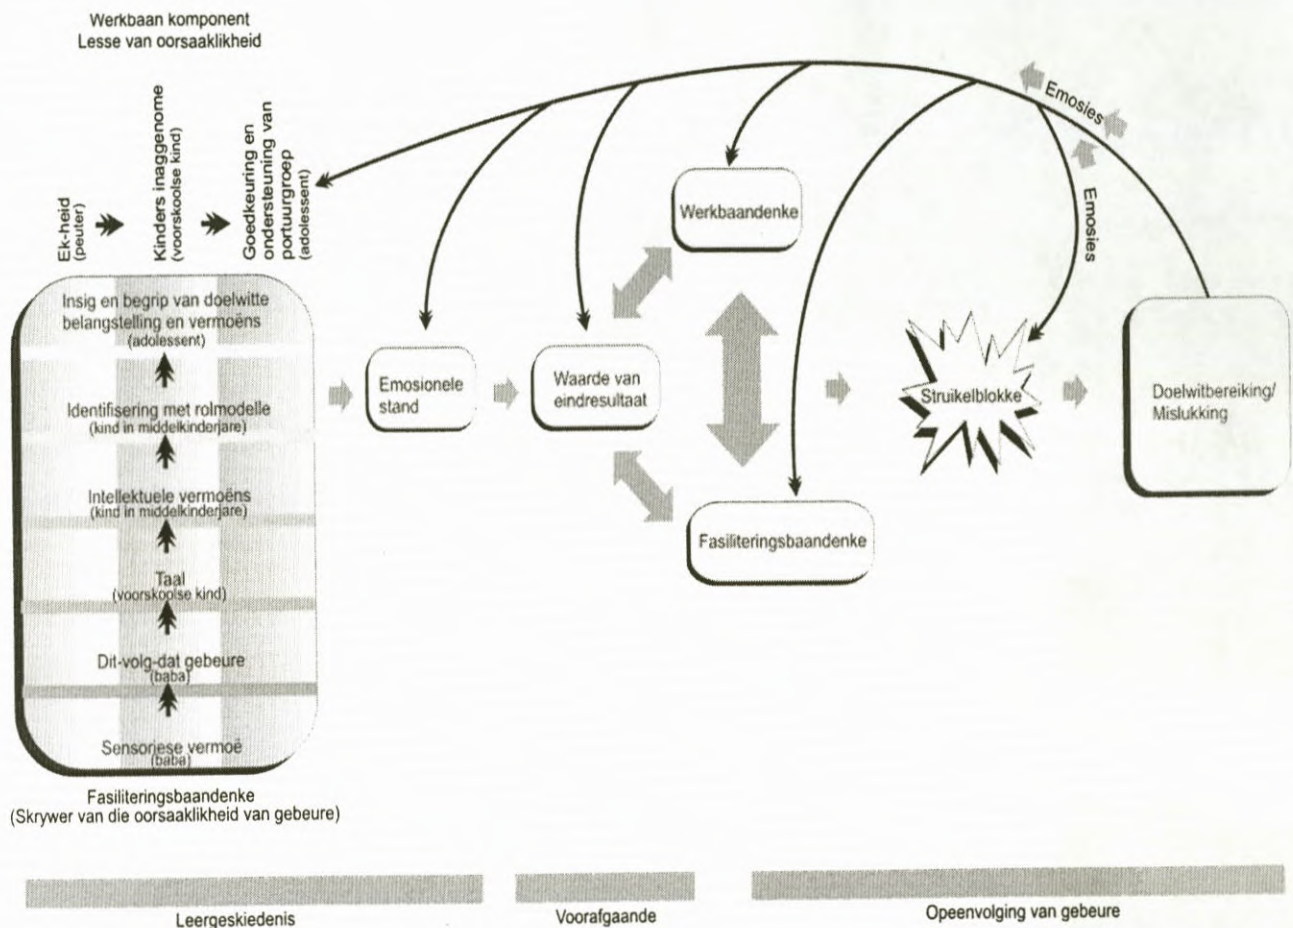 Werkbaan komponent
Lesse van oorsaaklikheid
Ek-heid
(peuter)
Kinders inaggenome
(voorskoolse kind)
Goedkeuring en
ondersteuning van
portuurgroep
(adolessent)
Insig en begrip van doelwitte
belangstelling en vermoëns
(adolessent)
Identifisering met rolmodelle
(kind in middelkinderjare)
Intellektuele vermoëns
(kind in middelkinderjare)
Taal
(voorskoolse kind)
Dit-volg-dat gebeure
(baba)
Sensoriese vermoë
(baba)
Fasiliteringsbaandenke
(Skrywer van die oorsaaklikheid van gebeure)
Emosionele
stand
Waarde van
eindresultaat
Werkbaandenke
Fasiliteringsbaandenke
Struikelblokke
Emosies
Emosies
Doelwitbereiking/
Mislukking
Leergeskiedenis
Voorafgaande
Opeenvolging van gebeure